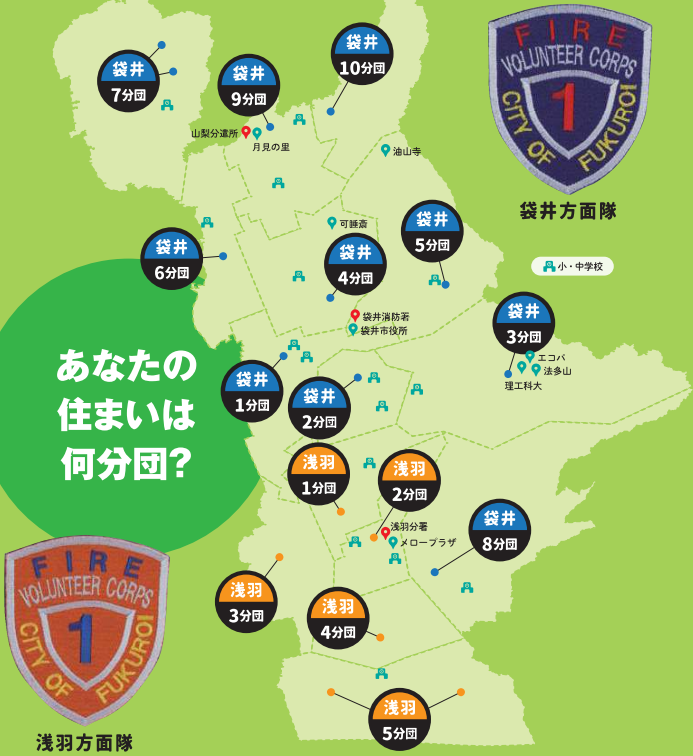 袋井
7分団
袋井
9分団
袋井
10分団
FIRE
VOLUNTEER CORPS
1
CITY OF FUKUROI
袋井方面隊
山梨分遣所
月見の里
油山寺
可睡斎
袋井
6分団
袋井
4分団
袋井
5分団
小・中学校
袋井消防署
袋井市役所
袋井
3分団
エコパ
法多山
理工科大
あなたの
住まいは
何分団?
袋井
1分団
袋井
2分団
浅羽
1分団
浅羽
2分団
浅羽分署
メロープラザ
袋井
8分団
FIRE
VOLUNTEER CORPS
1
CITY OF FUKUROI
浅羽方面隊
浅羽
3分団
浅羽
4分団
浅羽
5分団